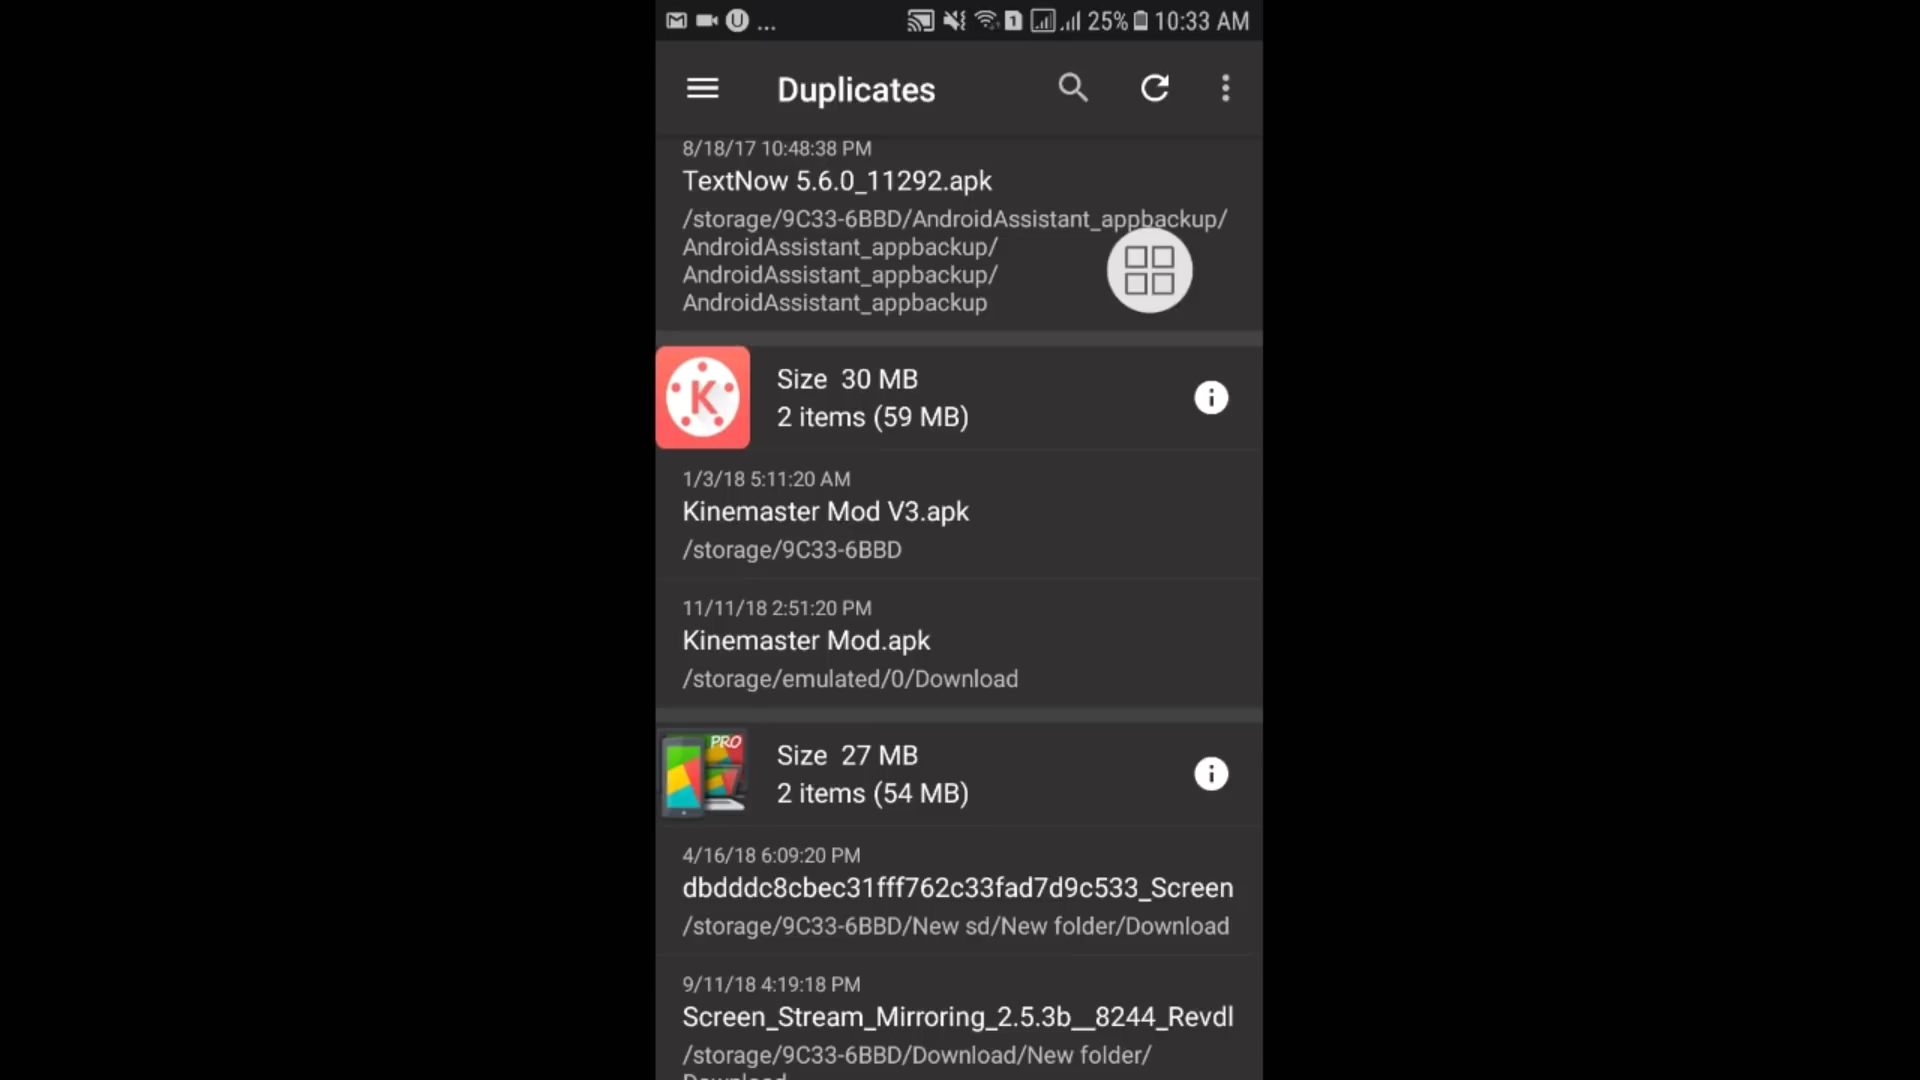 ... 25% 10:33 AM
Duplicates
8/18/17 10:48:38 PM
TextNow 5.6.0_11292.apk
/storage/9C33-6BBD/AndroidAssistant_appbackup/
AndroidAssistant_appbackup/
AndroidAssistant_appbackup/
AndroidAssistant_appbackup
K
Size 30 MB
2 items (59 MB)
1/3/18 5:11:20 AM
Kinemaster Mod V3.apk
/storage/9C33-6BBD
11/11/18 2:51:20 PM
Kinemaster Mod.apk
/storage/emulated/0/Download
PRO
Size 27 MB
2 items (54 MB)
4/16/18 6:09:20 PM
dbdddc8cbec31fff762c33fad7d9c533_Screen
/storage/9C33-6BBD/New sd/New folder/Download
9/11/18 4:19:18 PM
Screen_Stream_Mirroring_2.5.3b__8244_Revdl
/storage/9C33-6BBD/Download/New folder/